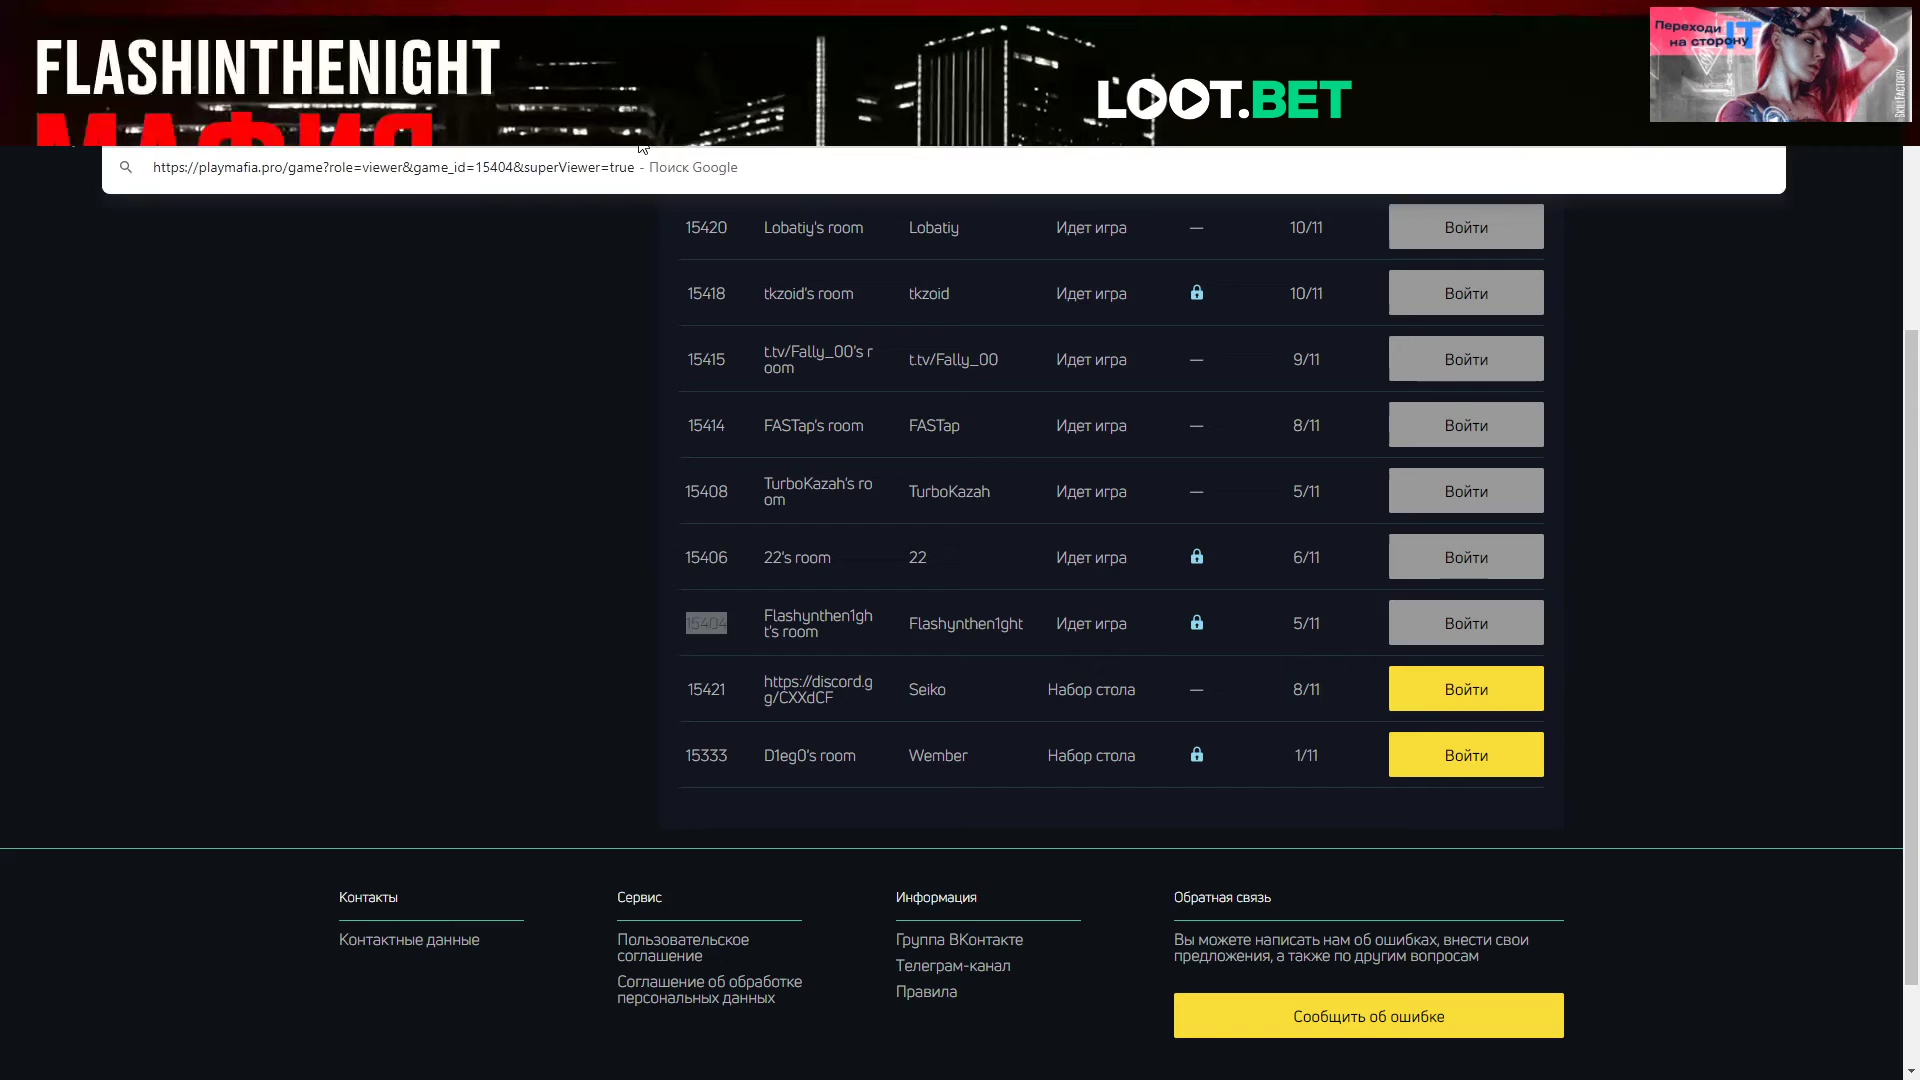 FLASHINTHENIGHT
МАФИЯ
LOOT.BET
Переходи
на сторону IT
SKILLFACTORY
https://playmafia.pro/game?role=viewer&game_id=15404&superViewer=true - Поиск Google
15420 Lobatiy's room Lobatiy Идет игра — 10/11 Войти
15418 tkzoid's room tkzoid Идет игра 10/11 Войти
15415 t.tv/Fally_00's r
oom t.tv/Fally_00 Идет игра — 9/11 Войти
15414 FASTap's room FASTap Идет игра — 8/11 Войти
15408 TurboKazah's ro
om TurboKazah Идет игра — 5/11 Войти
15406 22's room 22 Идет игра 6/11 Войти
15404 Flashynthen1gh
t's room Flashynthen1ght Идет игра 5/11 Войти
15421 https://discord.g
g/CXXdCF Seiko Набор стола — 8/11 Войти
15333 D1eg0's room Wember Набор стола 1/11 Войти
Контакты
Контактные данные
Сервис
Пользовательское
соглашение
Соглашение об обработке
персональных данных
Информация
Группа ВКонтакте
Телеграм-канал
Правила
Обратная связь
Вы можете написать нам об ошибках, внести свои
предложения, а также по другим вопросам
Сообщить об ошибке